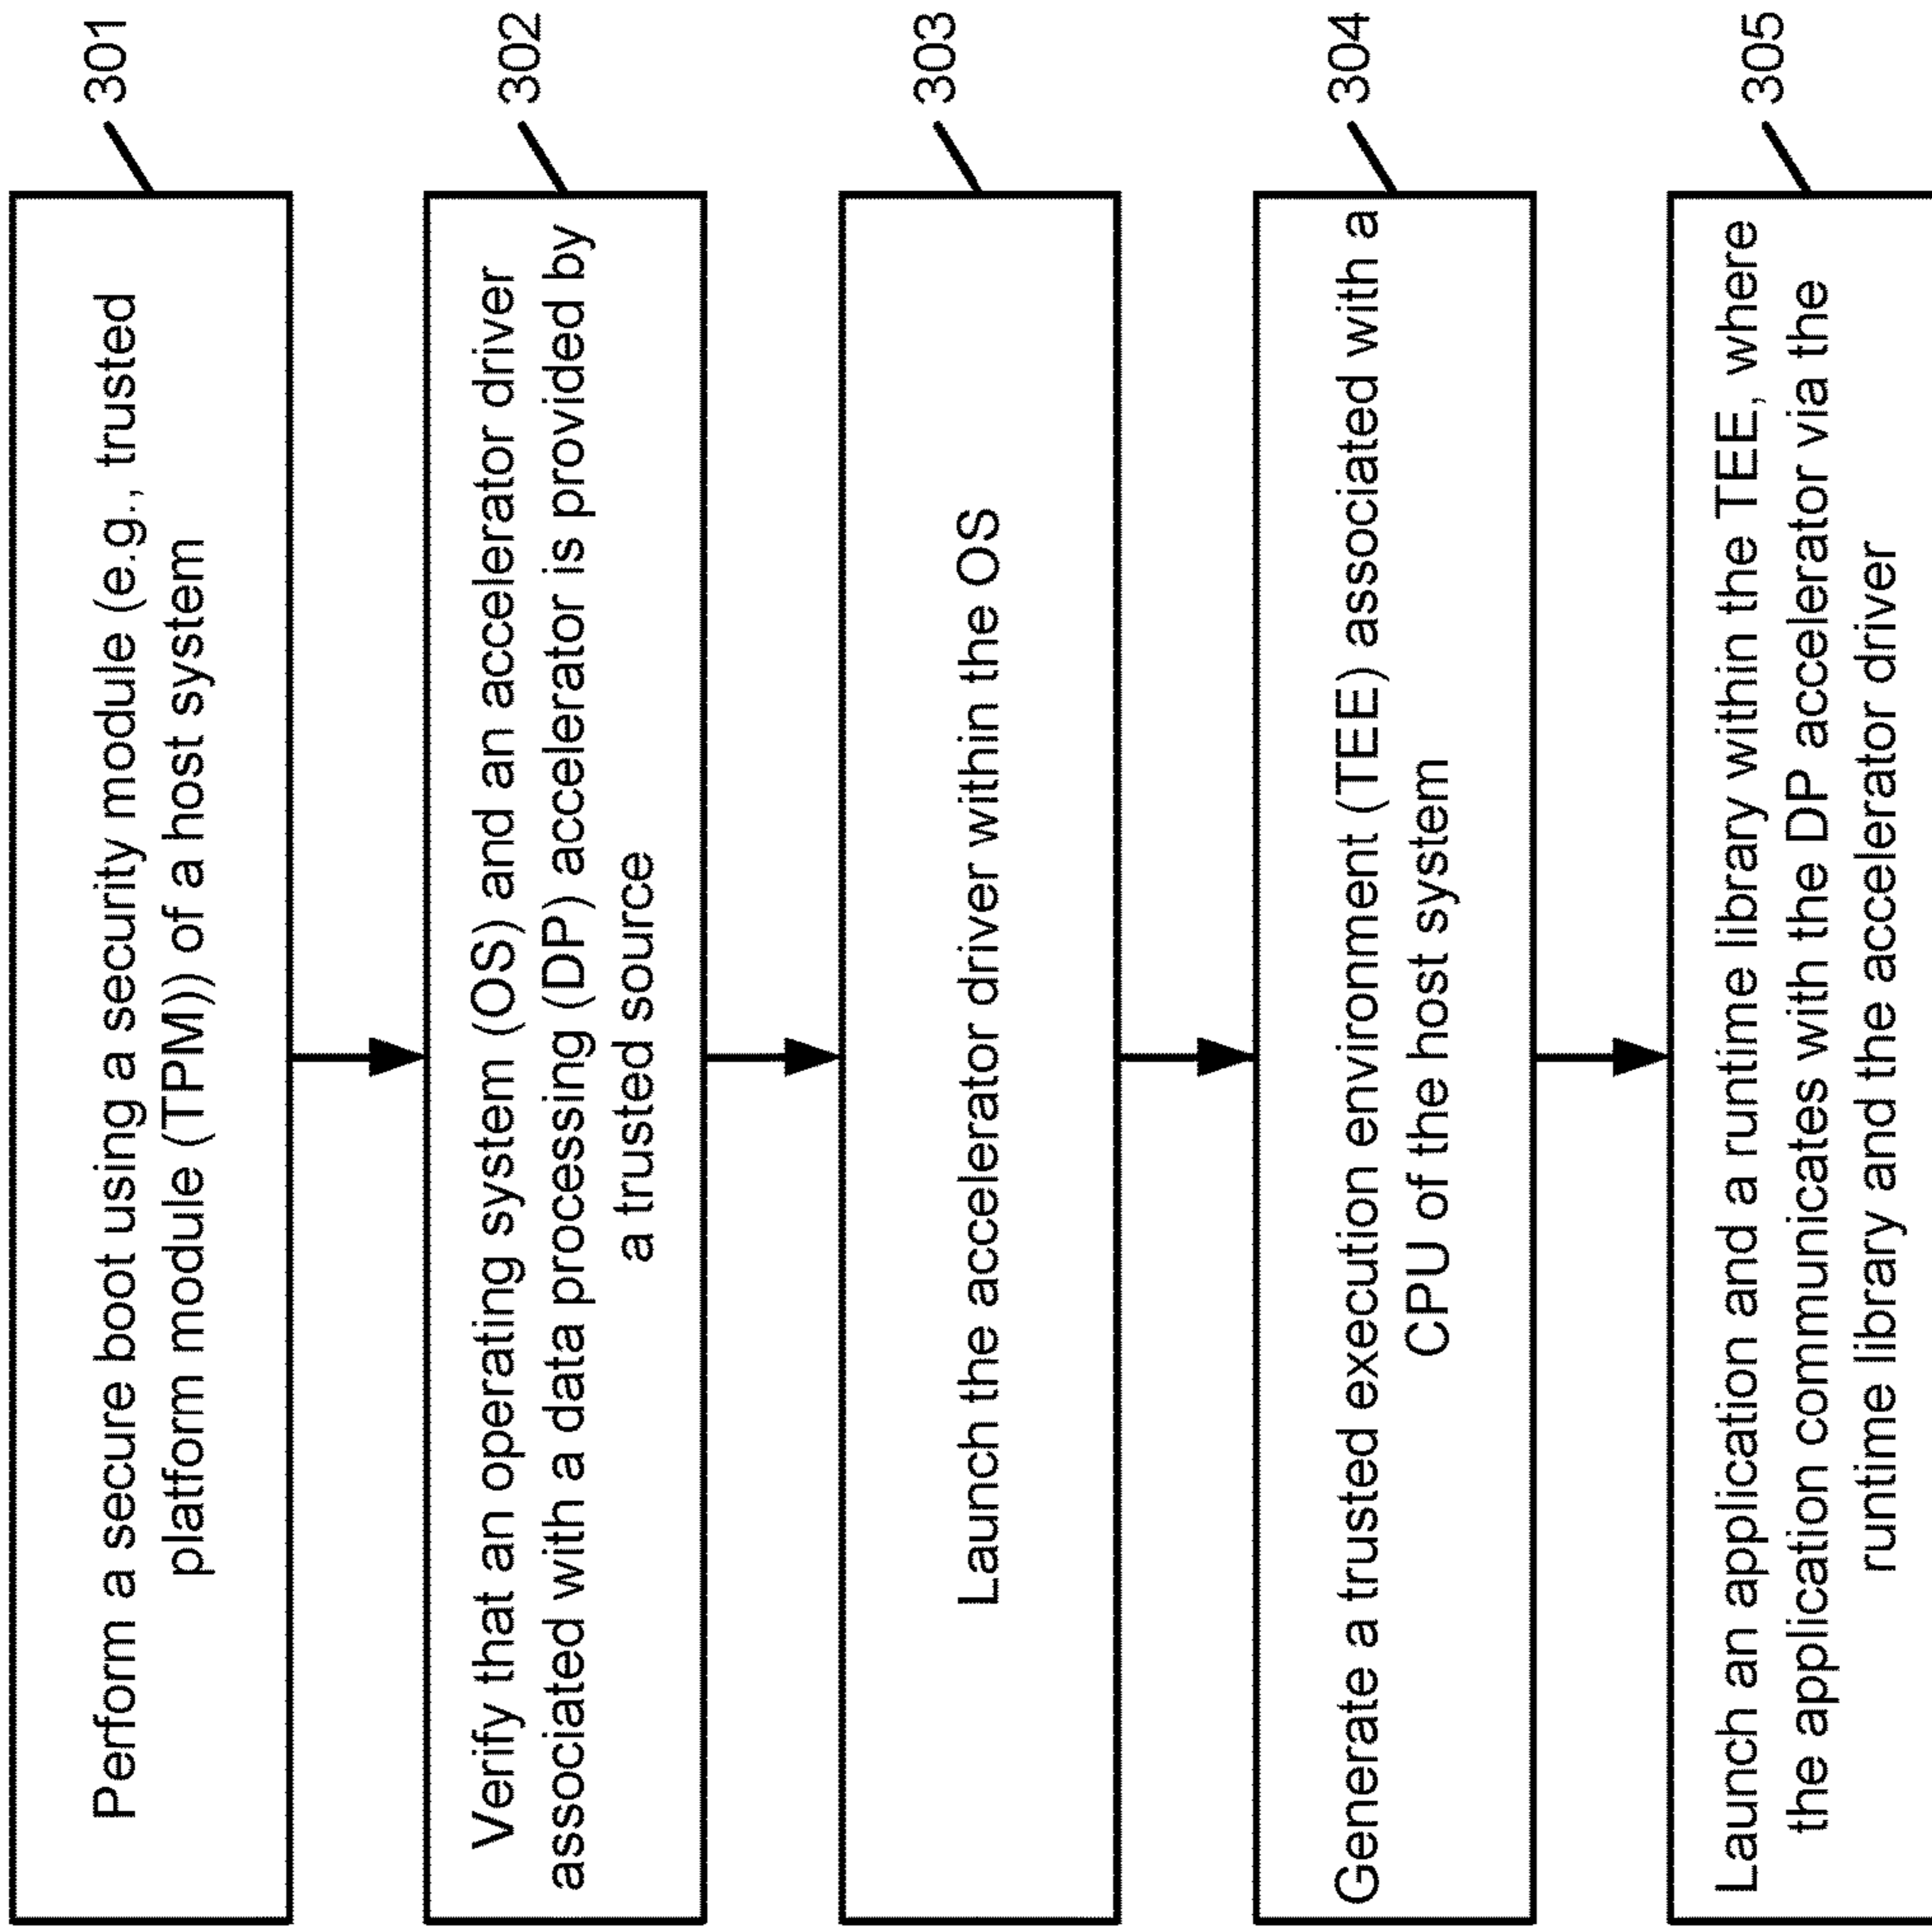 Perform a secure boot using a security module (e.g., trusted
platform module (TPM)) of a host system
301
Verify that an operating system (OS) and an accelerator driver
associated with a data processing (DP) accelerator is provided by
a trusted source
302
Launch the accelerator driver within the OS
303
Generate a trusted execution environment (TEE) associated with a
CPU of the host system
304
Launch an application and a runtime library within the TEE, where
the application communicates with the DP accelerator via the
runtime library and the accelerator driver
305